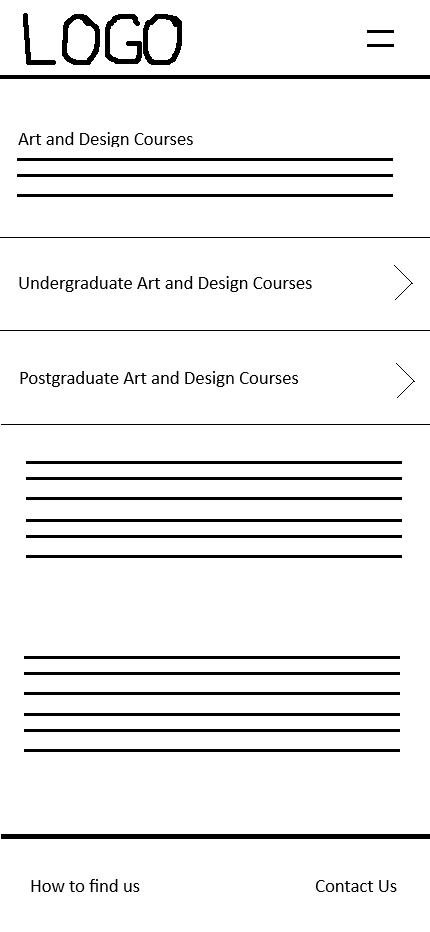 LOGO
Art and Design Courses
Undergraduate Art and Design Courses
Postgraduate Art and Design Courses
How to find us
Contact Us